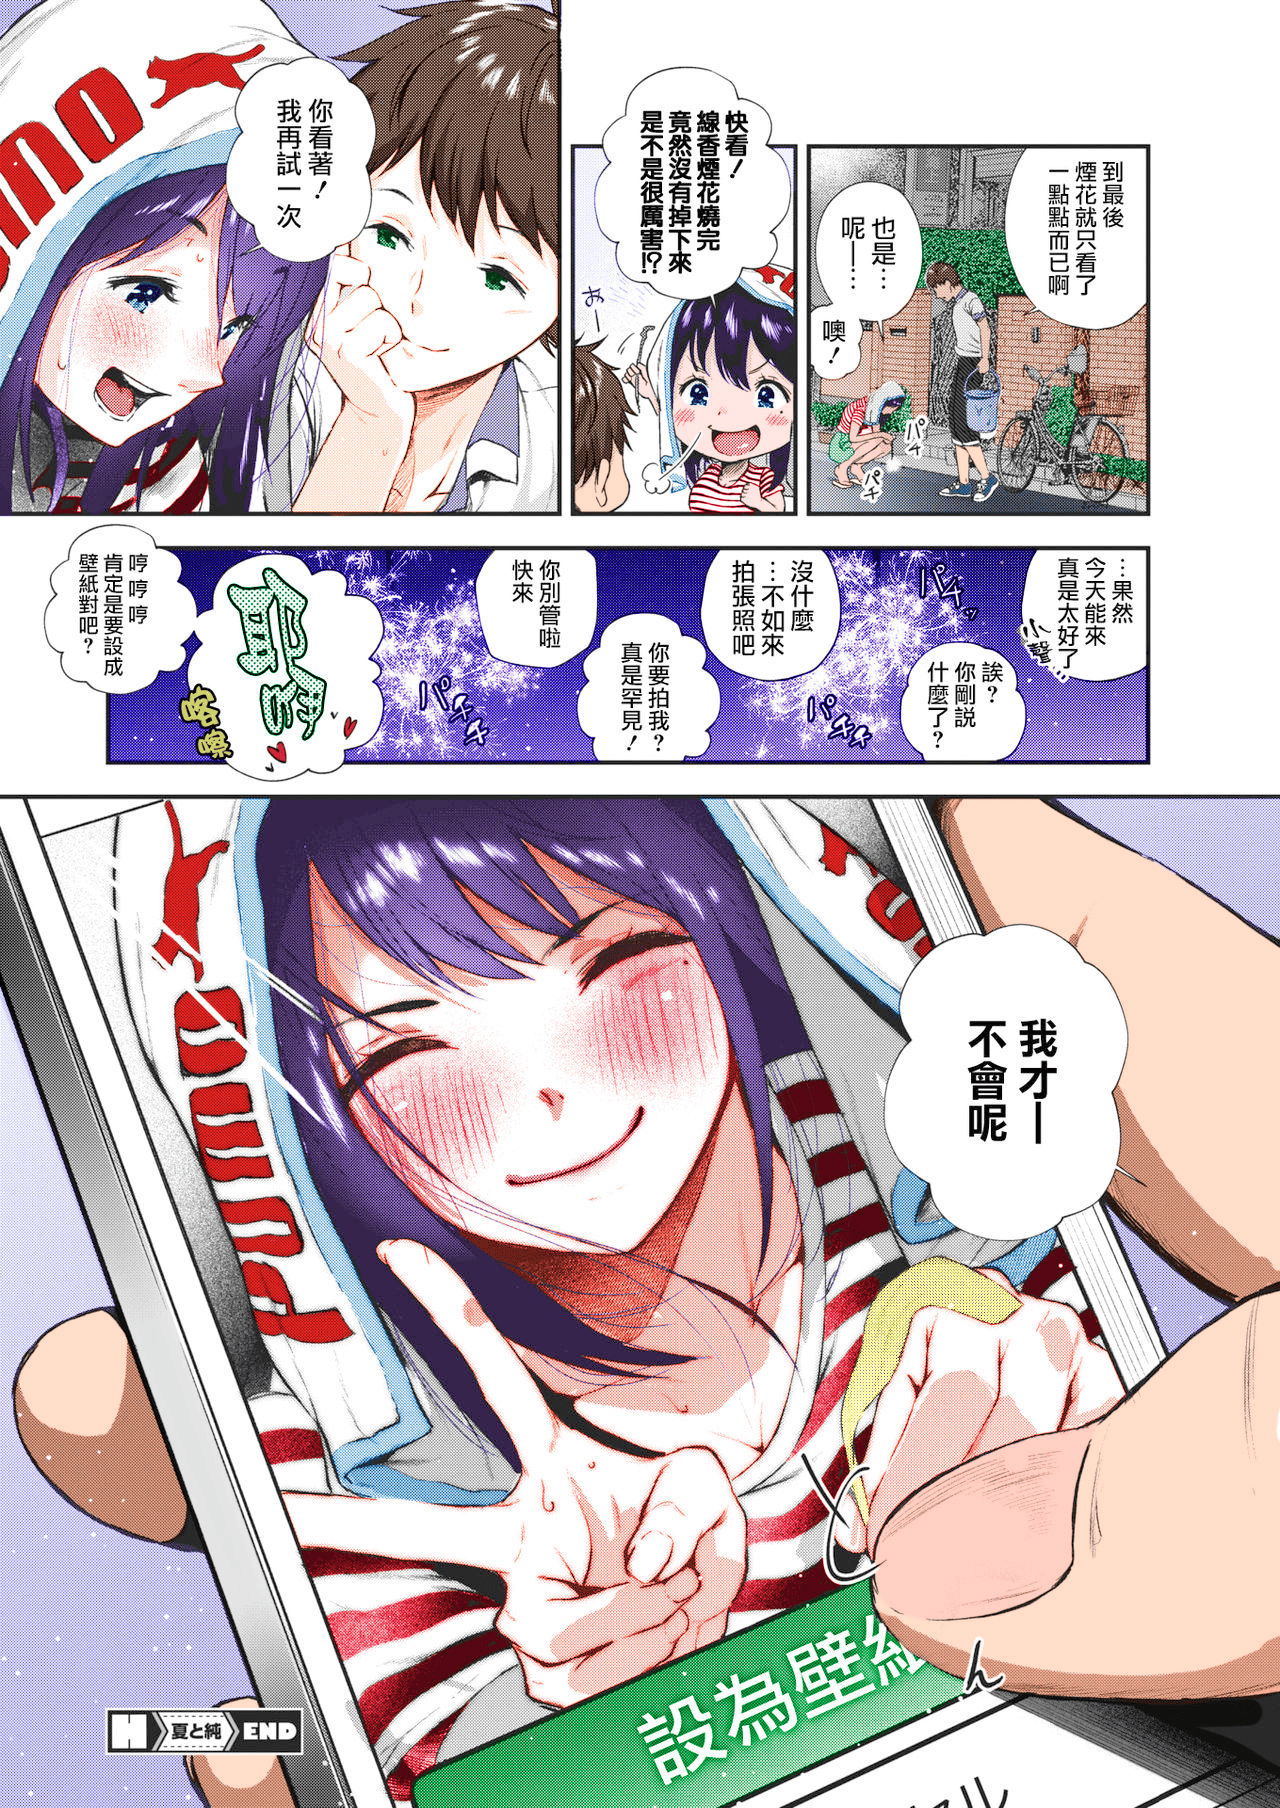 到最後
煙花就只看了
一點點而已啊
也是…
呢ー…
噢！
パチ
パチ
快看！
線香煙花燒完
竟然沒有掉下來
是不是很厲害!?
おー
你看著！
我再試一次
…果然
今天能來
真是太好了
小聲…
誒？
你剛説
什麼了？
パチッ
沒什麼
…不如來
拍張照吧
パチチ
你要拍我？
真是罕見！
你別管啦
快來
パチチ
哼哼哼
肯定是要設成
壁紙對吧？
我才ー
不會呢
設為壁紙
H
夏と純
END